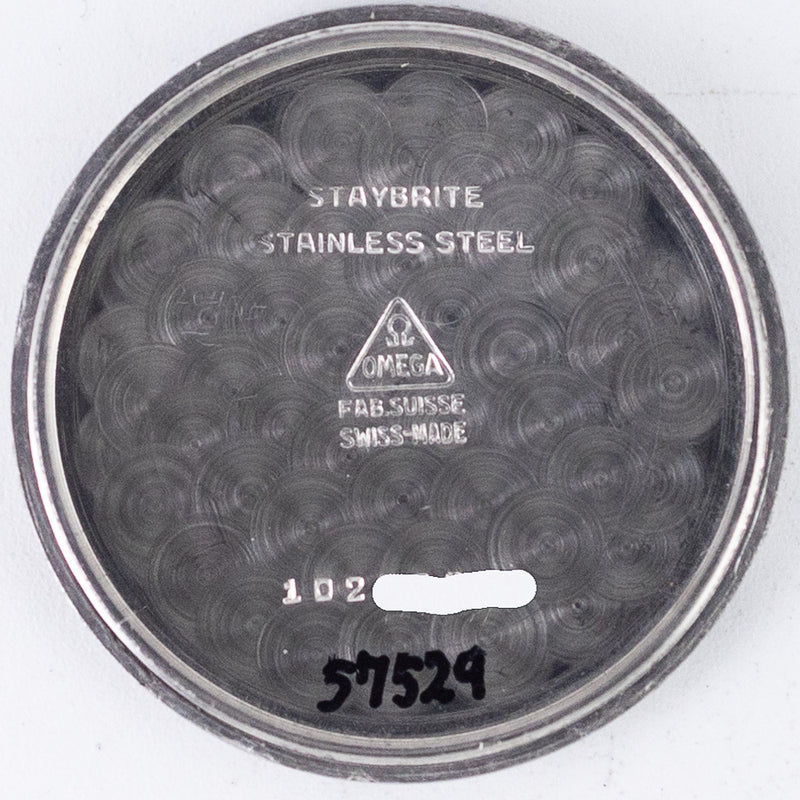 STAYBRITE
STAINLESS STEEL
Ω
OMEGA
FAB.SUISSE
SWISS-MADE
102
57529